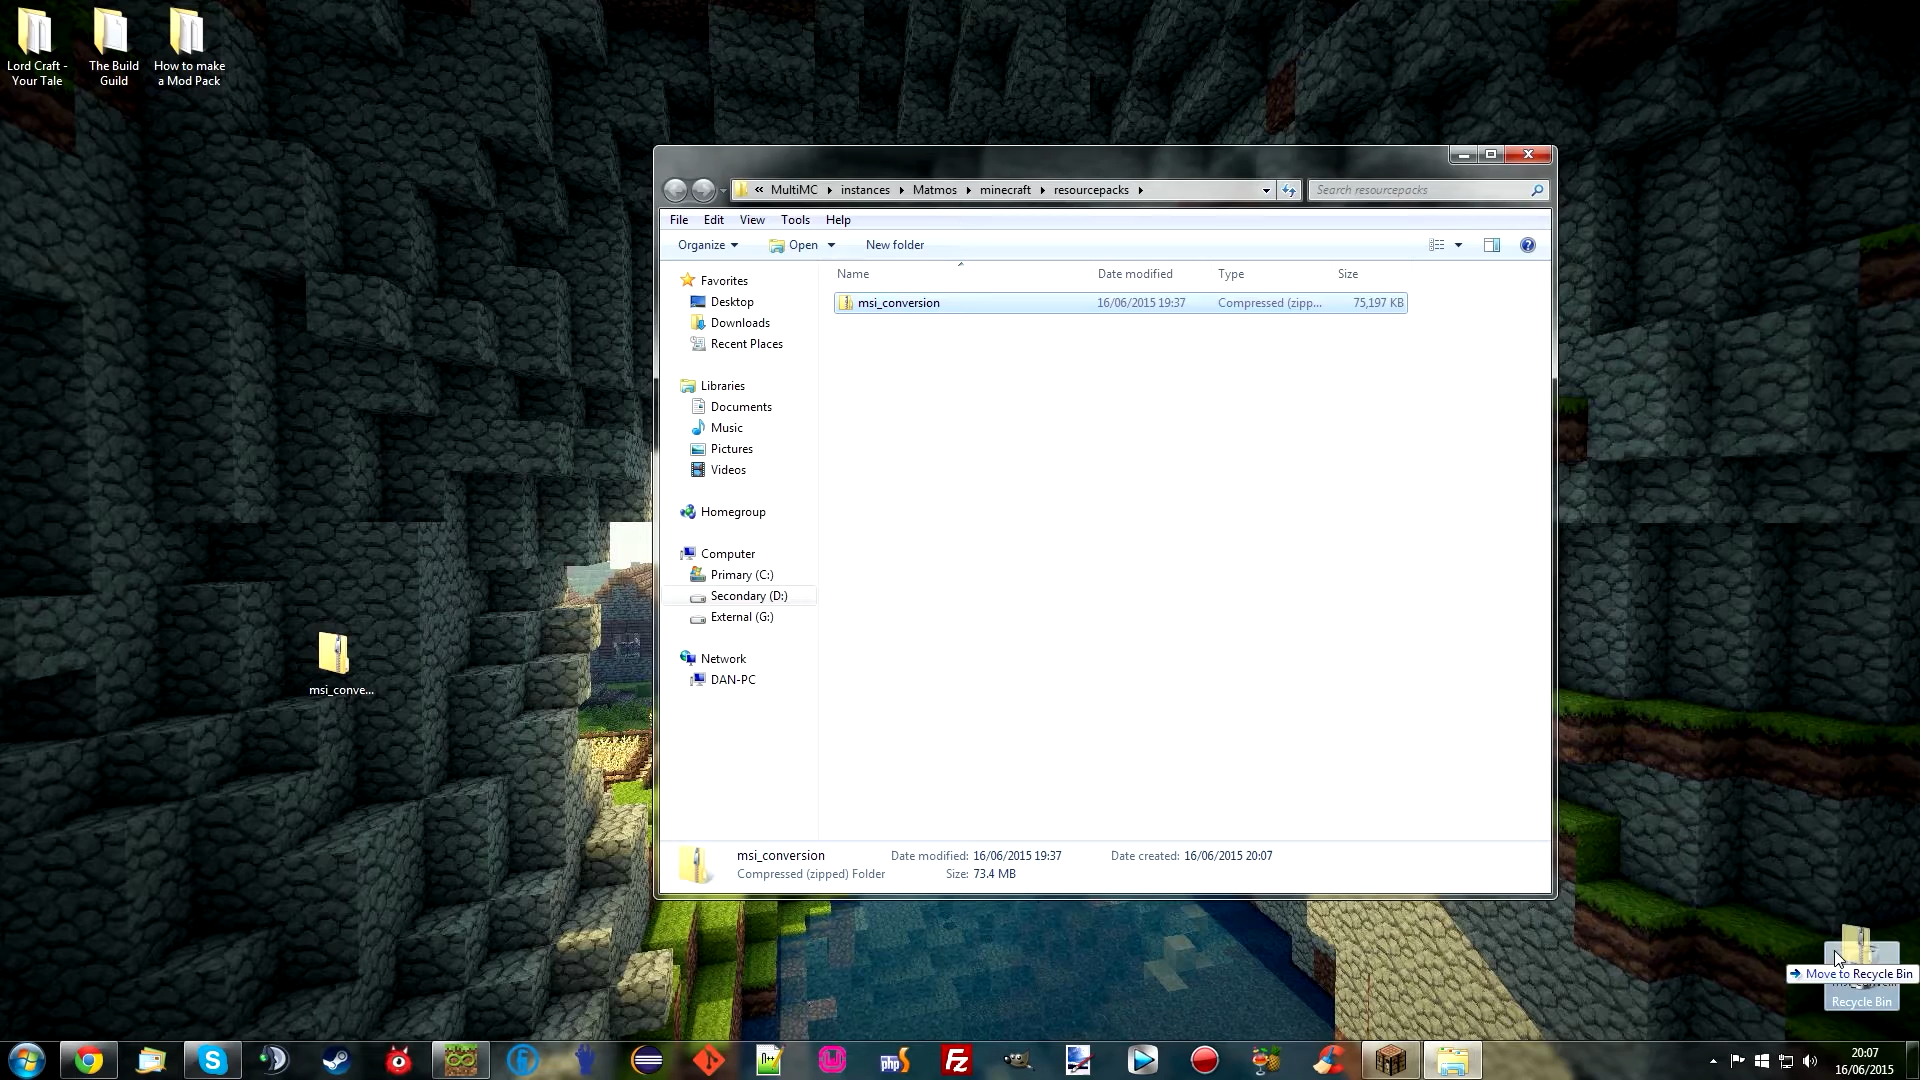 Lord Craft -
Your Tale
The Build
Guild
How to make
a Mod Pack
« MultiMC instances Matmos minecraft resourcepacks
Search resourcepacks
File Edit View Tools Help
Organize Open New folder
Name Date modified Type Size
msi_conversion 16/06/2015 19:37 Compressed (zipp... 75,197 KB
Favorites
Desktop
Downloads
Recent Places
Libraries
Documents
Music
Pictures
Videos
Homegroup
Computer
Primary (C:)
Secondary (D:)
External (G:)
Network
DAN-PC
msi_conve...
msi_conversion Date modified: 16/06/2015 19:37 Date created: 16/06/2015 20:07
Compressed (zipped) Folder Size: 73.4 MB
Move to Recycle Bin
Recycle Bin
php
FZ
20:07
16/06/2015